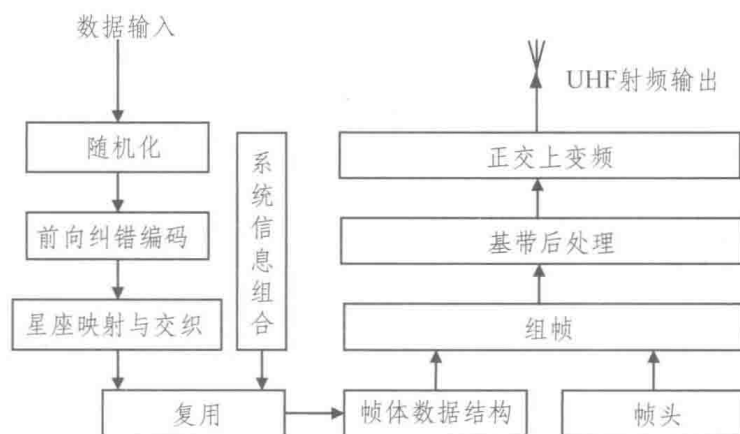 数据输入
随机化
前向纠错编码
星座映射与交织
系统信息组合
复用
帧体数据结构
帧头
组帧
基带后处理
正交上变频
UHF射频输出